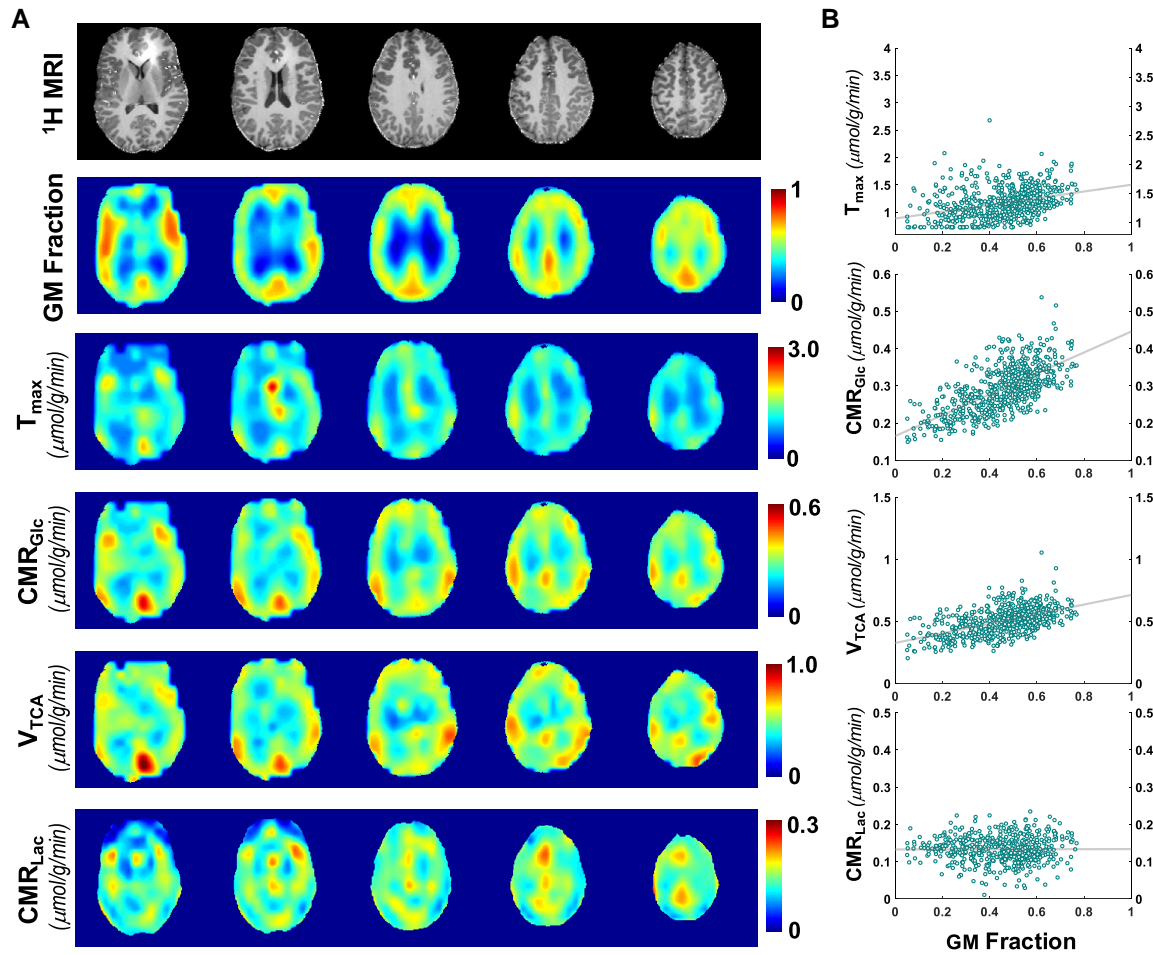 A
¹H MRI
GM Fraction
1
0
Tmax
(μmol/g/min)
3.0
0
CMRGlc
(μmol/g/min)
0.6
0
VTCA
(μmol/g/min)
1.0
0
CMRLac
(μmol/g/min)
0.3
0
B
Tmax (μmol/g/min)
4
3.5
3
2.5
2
1.5
1
4
3.5
3
2.5
2
1.5
1
0 0.2 0.4 0.6 0.8 1
CMRGlc (μmol/g/min)
0.6
0.5
0.4
0.3
0.2
0.1
0.6
0.5
0.4
0.3
0.2
0.1
0 0.2 0.4 0.6 0.8 1
VTCA (μmol/g/min)
1.5
1
0.5
0
1.5
1
0.5
0
0 0.2 0.4 0.6 0.8 1
CMRLac (μmol/g/min)
0.5
0.4
0.3
0.2
0.1
0
0.5
0.4
0.3
0.2
0.1
0
0 0.2 0.4 0.6 0.8 1
GM Fraction